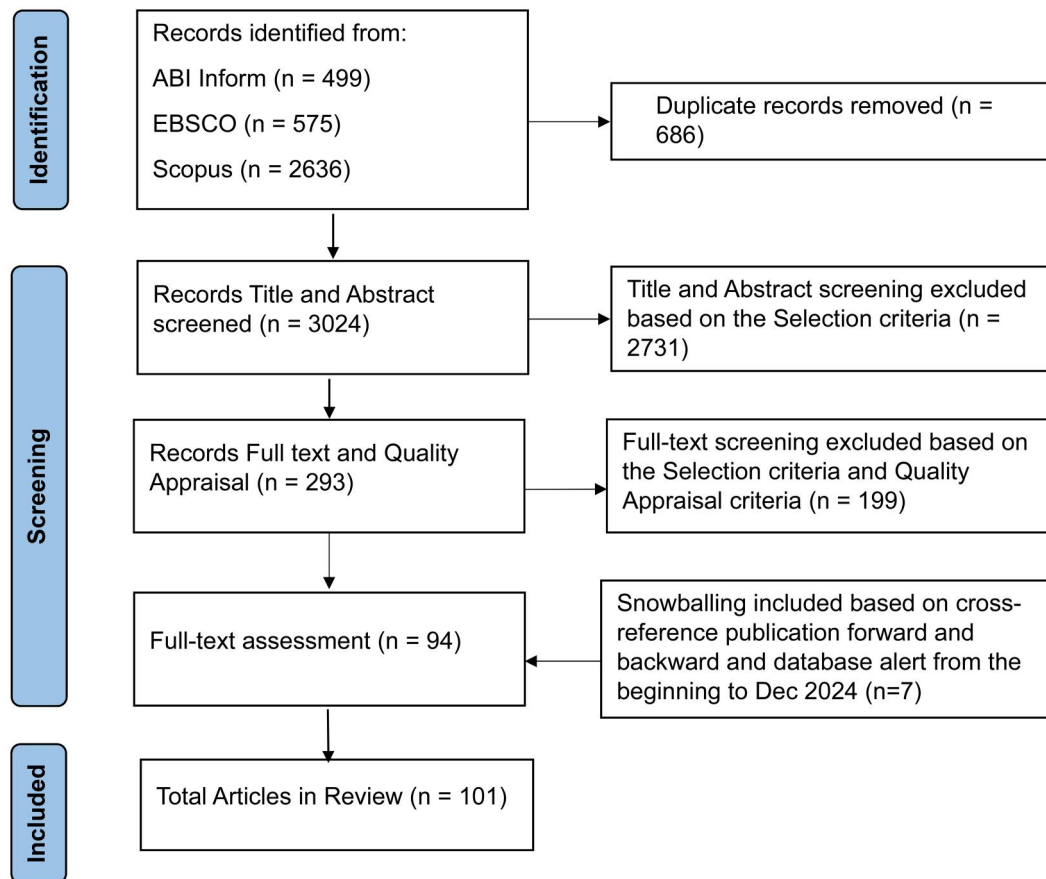 Identification
Records identified from:
ABI Inform (n = 499)
EBSCO (n = 575)
Scopus (n = 2636)
Duplicate records removed (n =
686)
Screening
Records Title and Abstract
screened (n = 3024)
Title and Abstract screening excluded
based on the Selection criteria (n =
2731)
Records Full text and Quality
Appraisal (n = 293)
Full-text screening excluded based on
the Selection criteria and Quality
Appraisal criteria (n = 199)
Full-text assessment (n = 94)
Snowballing included based on cross-
reference publication forward and
backward and database alert from the
beginning to Dec 2024 (n=7)
Included
Total Articles in Review (n = 101)